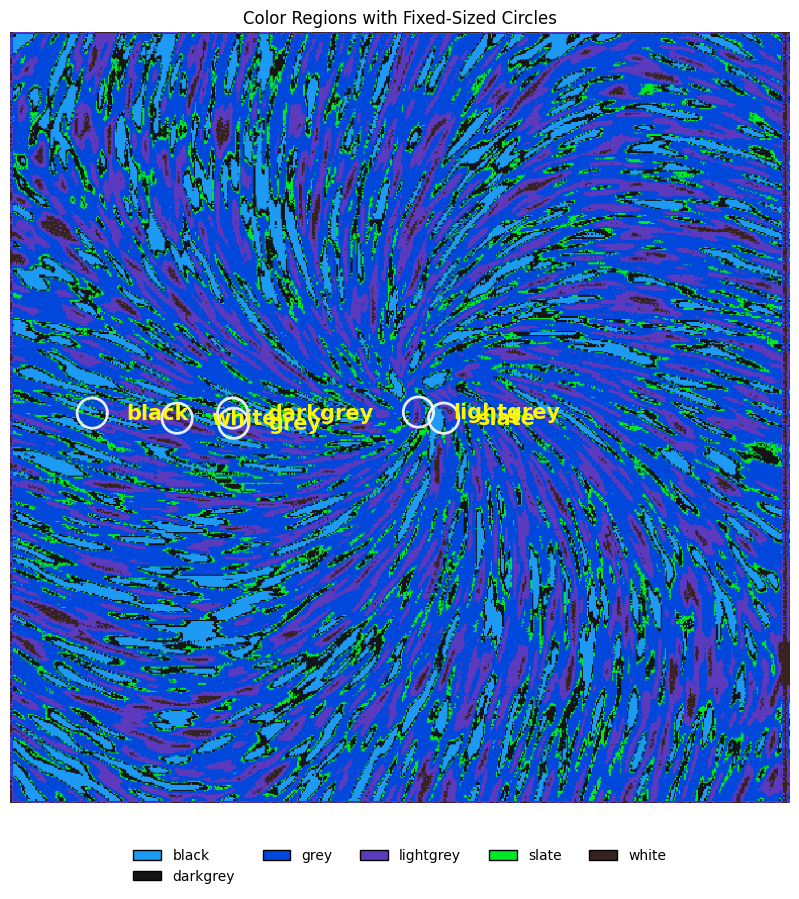 Color Regions with Fixed-Sized Circles
black
white
darkgrey
grey
lightgrey
slate
black
grey
lightgrey
slate
white
darkgrey